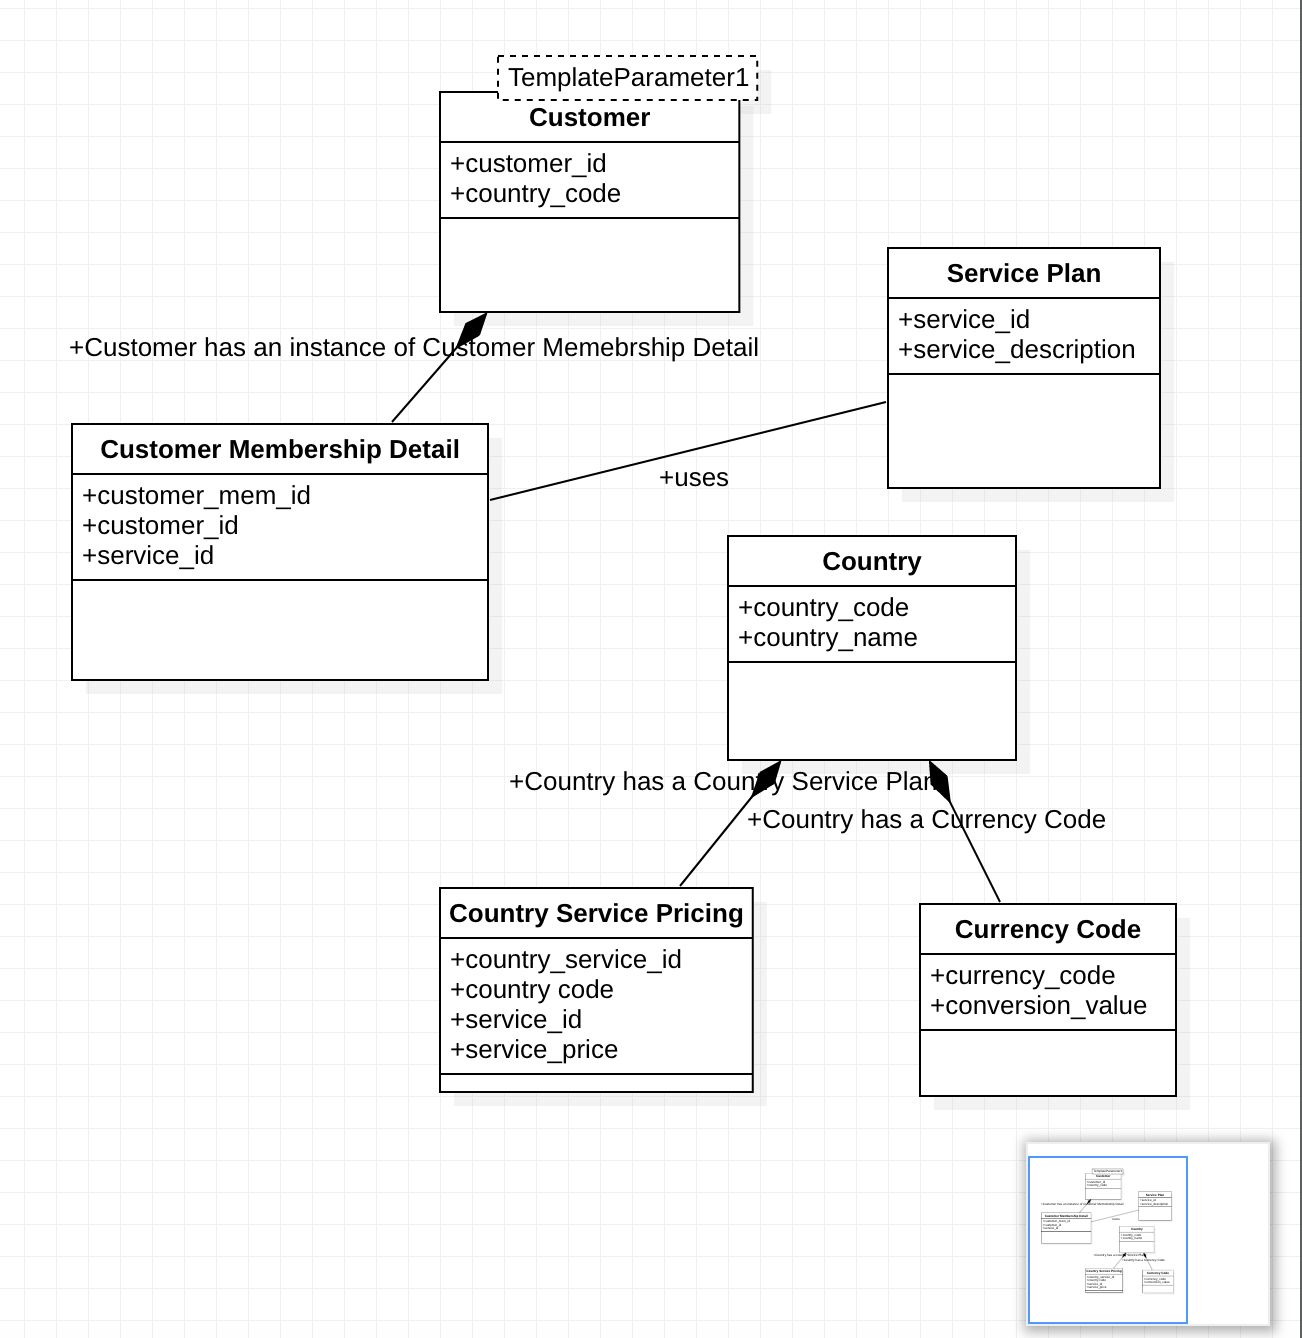 TemplateParameter1
Customer
+customer_id
+country_code
Service Plan
+service_id
+service_description
+Customer has an instance of Customer Memebrship Detail
Customer Membership Detail
+customer_mem_id
+customer_id
+service_id
+uses
Country
+country_code
+country_name
+Country has a Country Service Plan
+Country has a Currency Code
Country Service Pricing
+country_service_id
+country code
+service_id
+service_price
Currency Code
+currency_code
+conversion_value